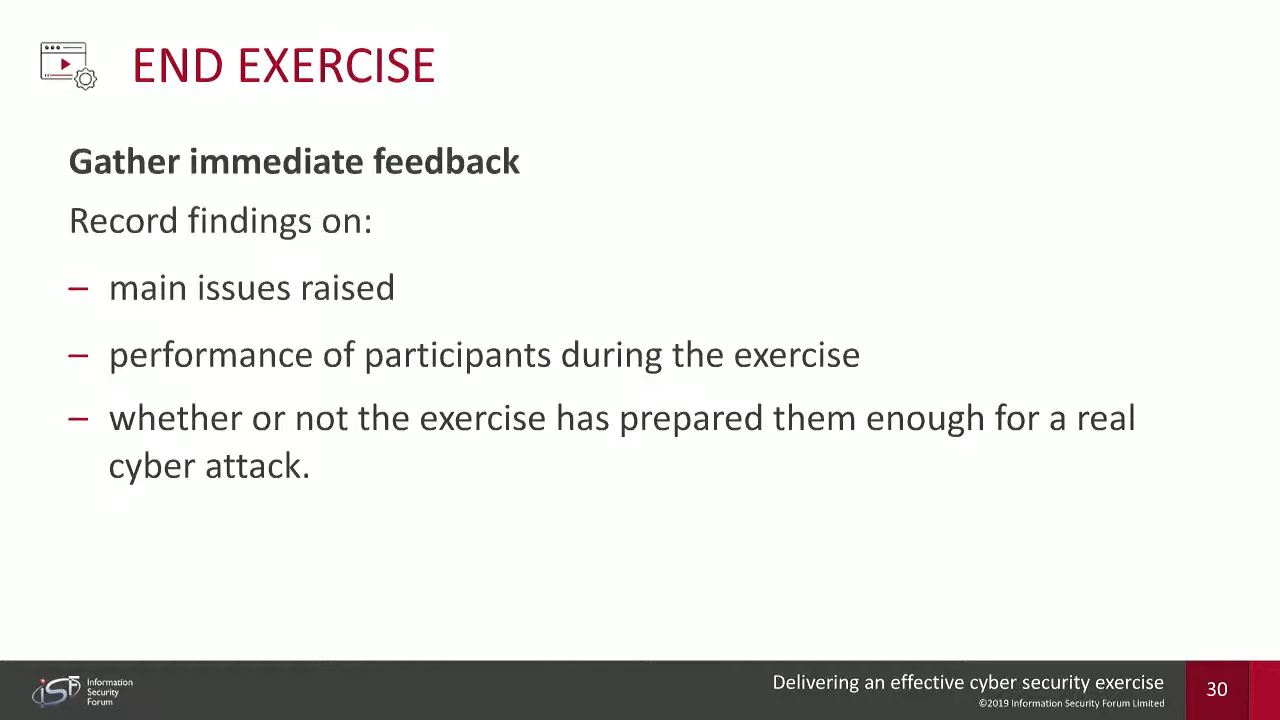 END EXERCISE
Gather immediate feedback
Record findings on:
– main issues raised
– performance of participants during the exercise
– whether or not the exercise has prepared them enough for a real
cyber attack.
iSF
Information
Security
Forum
Delivering an effective cyber security exercise
©2019 Information Security Forum Limited
30